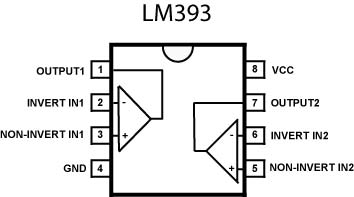 LM393
OUTPUT1 1 8 VCC
INVERT IN1 2 - 7 OUTPUT2
NON-INVERT IN1 3 + - 6 INVERT IN2
GND 4 + 5 NON-INVERT IN2